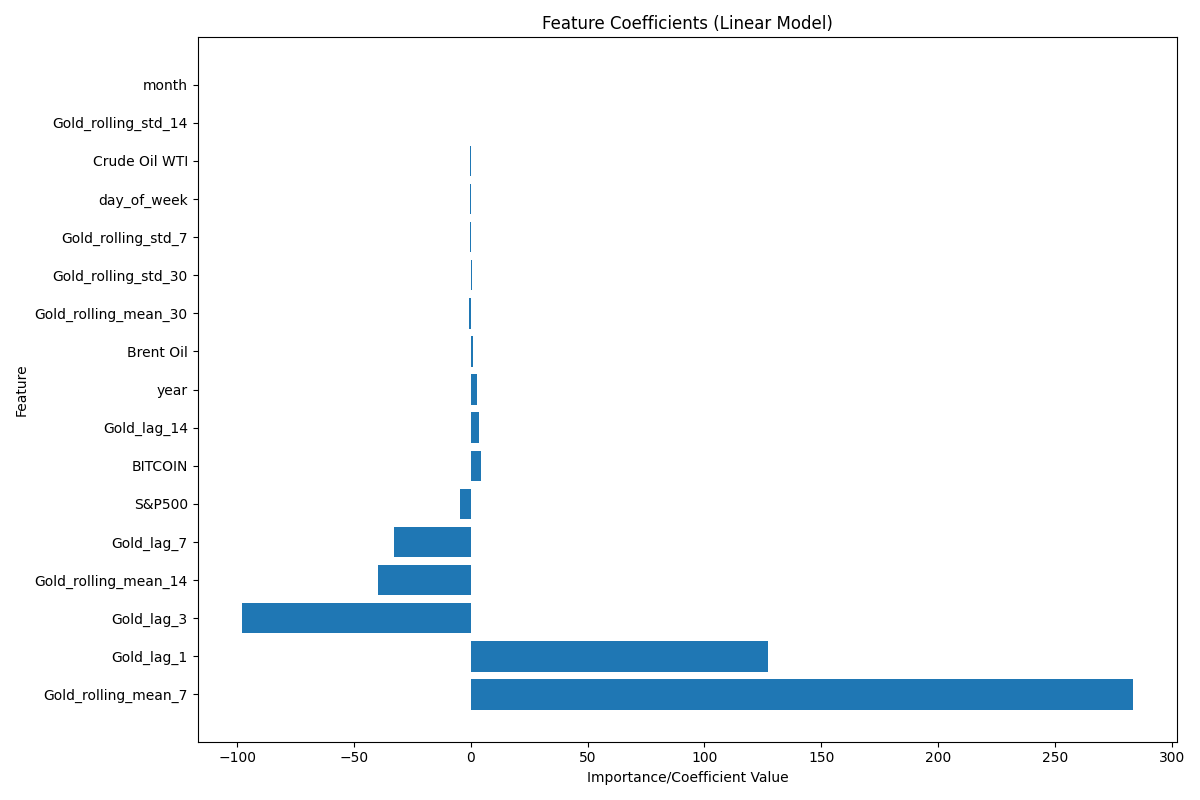 Feature Coefficients (Linear Model)
month
Gold_rolling_std_14
Crude Oil WTI
day_of_week
Gold_rolling_std_7
Gold_rolling_std_30
Gold_rolling_mean_30
Brent Oil
year
Gold_lag_14
BITCOIN
S&P500
Gold_lag_7
Gold_rolling_mean_14
Gold_lag_3
Gold_lag_1
Gold_rolling_mean_7
Feature
−100 −50 0 50 100 150 200 250 300
Importance/Coefficient Value